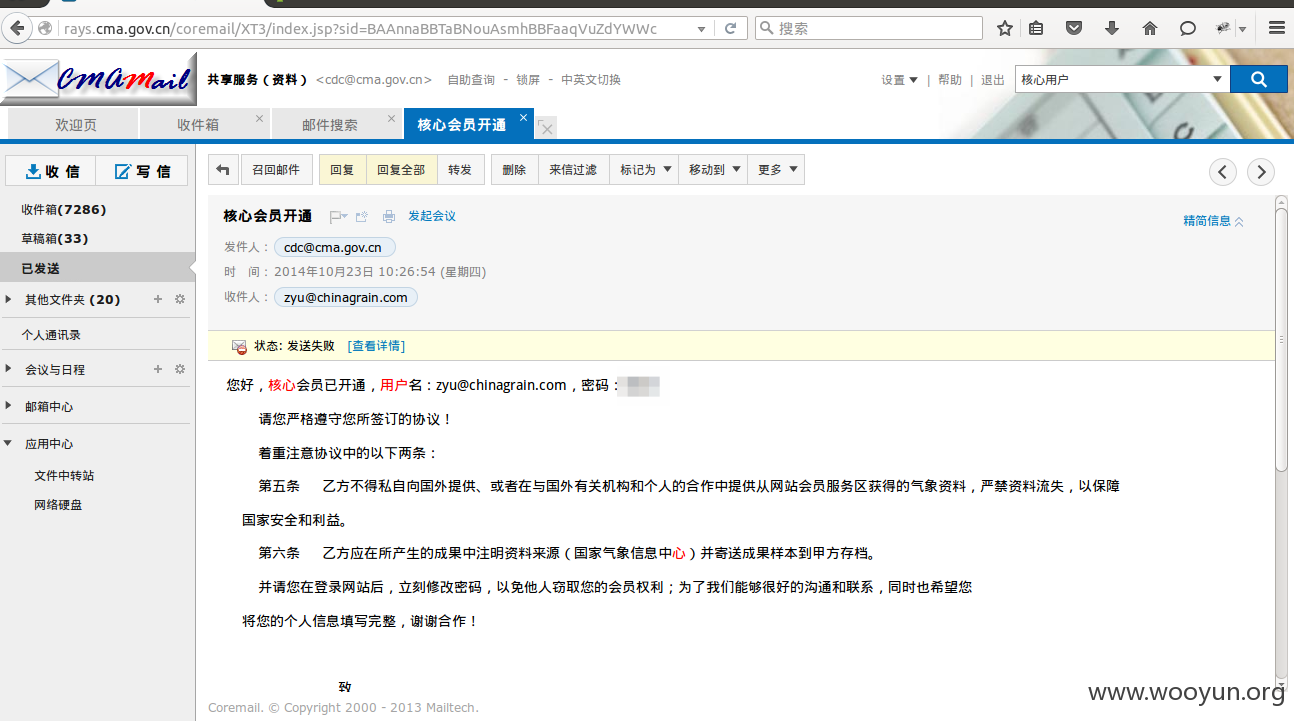 rays.cma.gov.cn/coremail/XT3/index.jsp?sid=BAAnnaBBTaBNouAsmhBBFaaqVuZdYWWc
搜索
CMAMail
共享服务（资料） <cdc@cma.gov.cn> 自助查询 - 锁屏 - 中英文切换
设置 | 帮助 | 退出
核心用户
欢迎页
收件箱
邮件搜索
核心会员开通
收信
写信
召回邮件
回复
回复全部
转发
删除
来信过滤
标记为
移动到
更多
收件箱(7286)
草稿箱(33)
已发送
其他文件夹 (20)
个人通讯录
会议与日程
邮箱中心
应用中心
文件中转站
网络硬盘
核心会员开通
发起会议
精简信息
发件人：cdc@cma.gov.cn
时 间：2014年10月23日 10:26:54 (星期四)
收件人：zyu@chinagrain.com
状态: 发送失败 [查看详情]
您好，核心会员已开通，用户名：zyu@chinagrain.com，密码：
请您严格遵守您所签订的协议！
着重注意协议中的以下两条：
第五条 乙方不得私自向国外提供、或者在与国外有关机构和个人的合作中提供从网站会员服务区获得的气象资料，严禁资料流失，以保障
国家安全和利益。
第六条 乙方应在所产生的成果中注明资料来源（国家气象信息中心）并寄送成果样本到甲方存档。
并请您在登录网站后，立刻修改密码，以免他人窃取您的会员权利；为了我们能够很好的沟通和联系，同时也希望您
将您的个人信息填写完整，谢谢合作！
致
Coremail. © Copyright 2000 - 2013 Mailtech.
www.wooyun.org